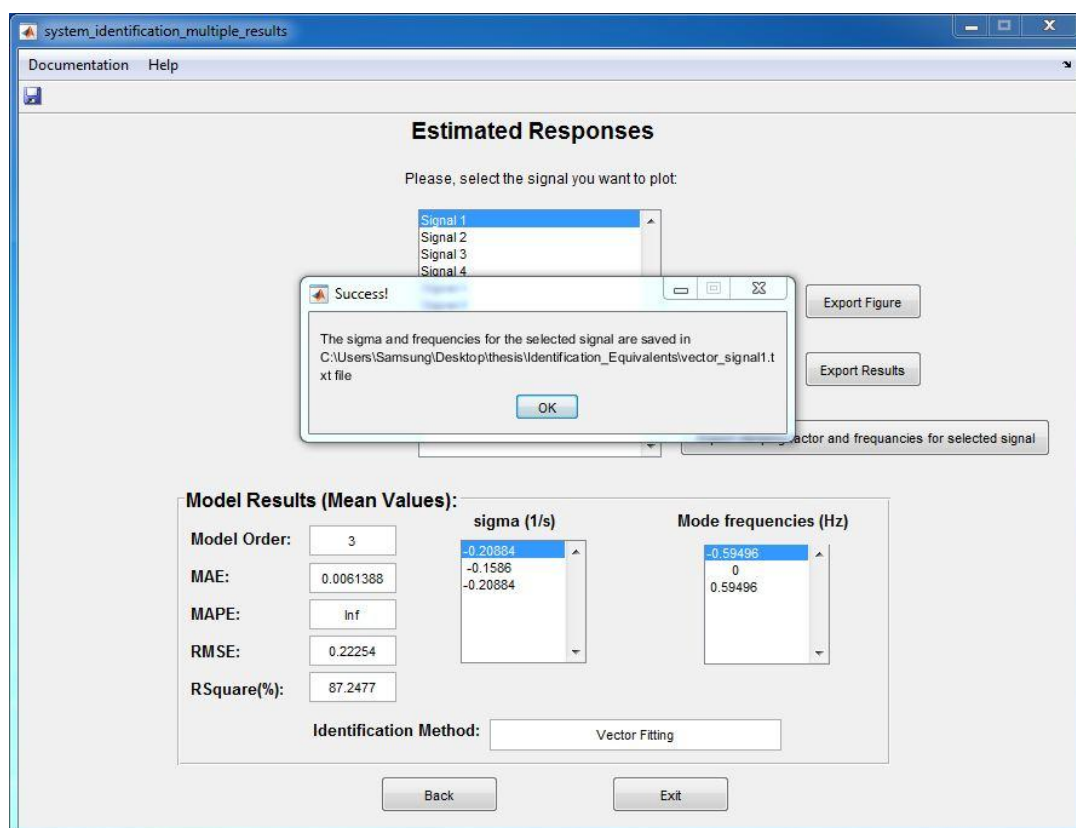 system_identification_multiple_results
Documentation Help
Estimated Responses
Please, select the signal you want to plot:
Signal 1
Signal 2
Signal 3
Signal 4
Success!
The sigma and frequencies for the selected signal are saved in
C:\Users\Samsung\Desktop\thesis\Identification_Equivalents\vector_signal1.t
xt file
OK
Export Figure
Export Results
actor and frequancies for selected signal
Model Results (Mean Values):
Model Order: 3
MAE: 0.0061388
MAPE: Inf
RMSE: 0.22254
RSquare(%): 87.2477
sigma (1/s)
-0.20884
-0.1586
-0.20884
Mode frequencies (Hz)
-0.59496
0
0.59496
Identification Method: Vector Fitting
Back Exit